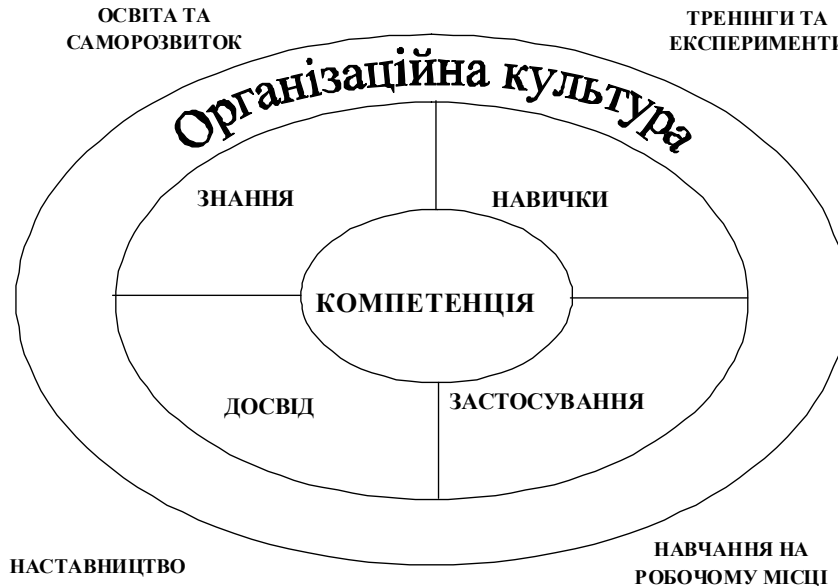 ОСВІТА ТА
САМОРОЗВИТОК
ТРЕНІНГИ ТА
ЕКСПЕРИМЕНТИ
Організаційна культура
ЗНАННЯ
НАВИЧКИ
КОМПЕТЕНЦІЯ
ДОСВІД
ЗАСТОСУВАННЯ
НАСТАВНИЦТВО
НАВЧАННЯ НА
РОБОЧОМУ МІСЦІ